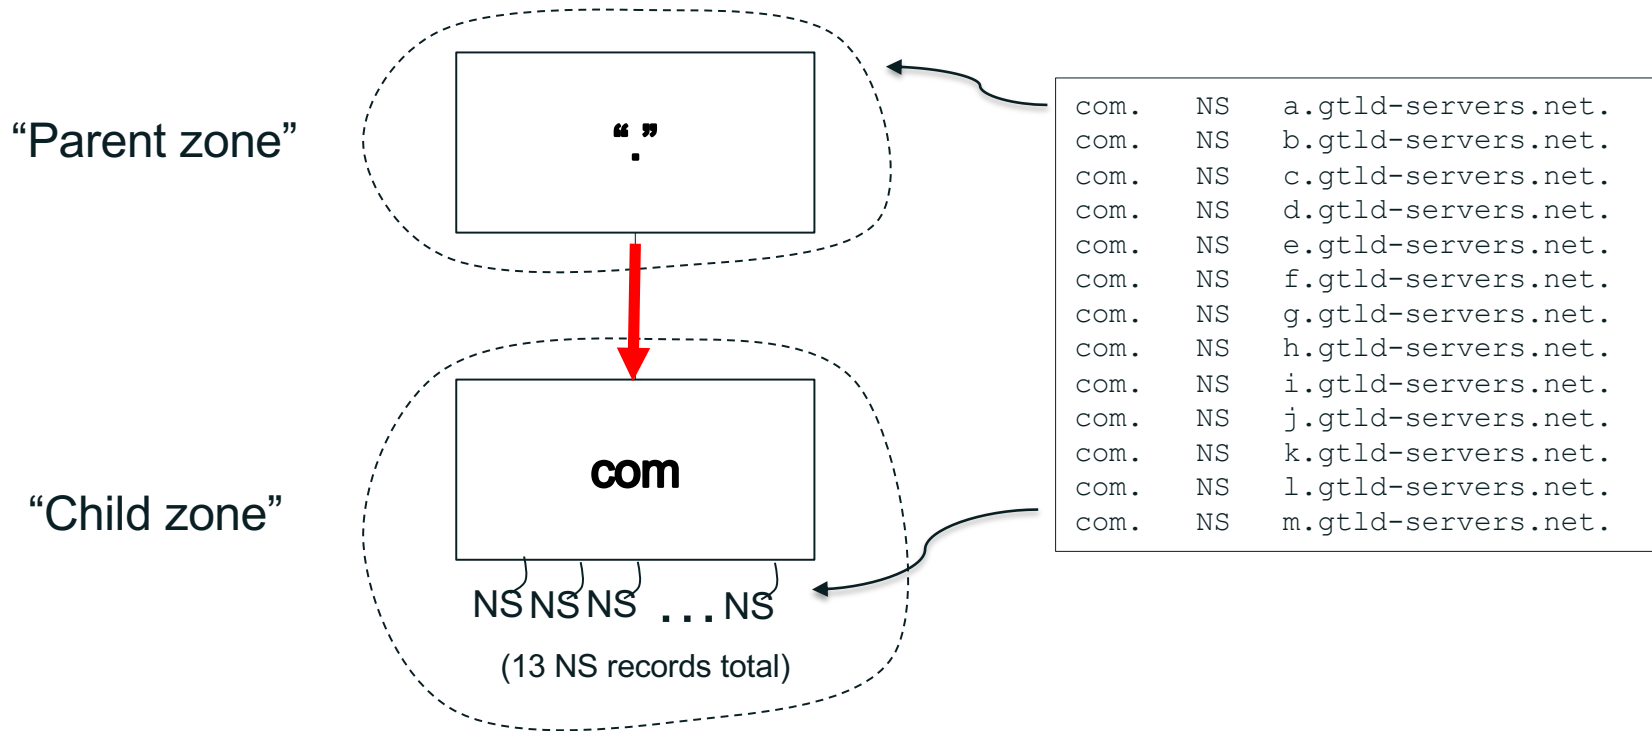 “Parent zone”
“.”
com. NS a.gtld-servers.net.
com. NS b.gtld-servers.net.
com. NS c.gtld-servers.net.
com. NS d.gtld-servers.net.
com. NS e.gtld-servers.net.
com. NS f.gtld-servers.net.
com. NS g.gtld-servers.net.
com. NS h.gtld-servers.net.
com. NS i.gtld-servers.net.
com. NS j.gtld-servers.net.
com. NS k.gtld-servers.net.
com. NS l.gtld-servers.net.
com. NS m.gtld-servers.net.
“Child zone”
com
NS NS NS ... NS
(13 NS records total)